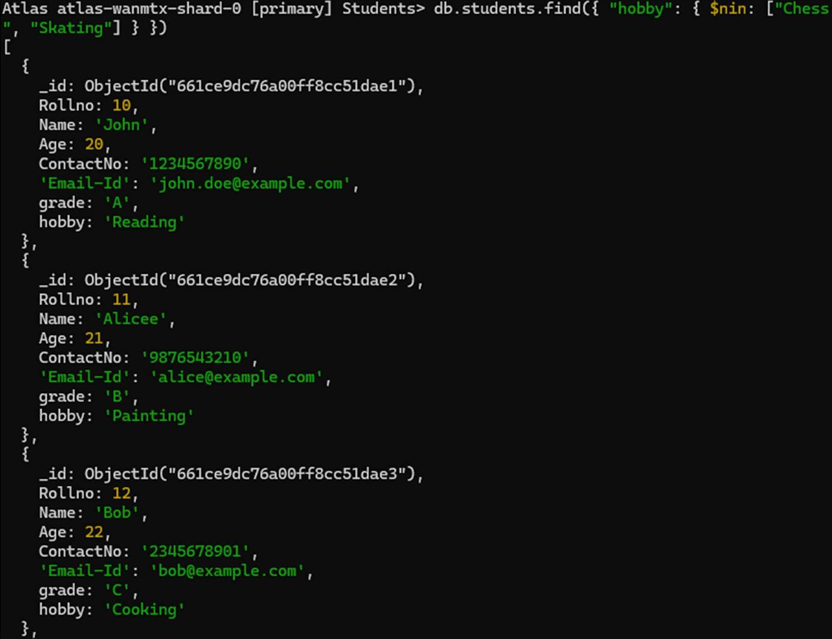 Atlas atlas-wanmtx-shard-0 [primary] Students> db.students.find({ "hobby": { $nin: ["Chess
", "Skating"] } })
[
  {
    _id: ObjectId("661ce9dc76a00ff8cc51dae1"),
    Rollno: 10,
    Name: 'John',
    Age: 20,
    ContactNo: '1234567890',
    'Email-Id': 'john.doe@example.com',
    grade: 'A',
    hobby: 'Reading'
  },
  {
    _id: ObjectId("661ce9dc76a00ff8cc51dae2"),
    Rollno: 11,
    Name: 'Alicee',
    Age: 21,
    ContactNo: '9876543210',
    'Email-Id': 'alice@example.com',
    grade: 'B',
    hobby: 'Painting'
  },
  {
    _id: ObjectId("661ce9dc76a00ff8cc51dae3"),
    Rollno: 12,
    Name: 'Bob',
    Age: 22,
    ContactNo: '2345678901',
    'Email-Id': 'bob@example.com',
    grade: 'C',
    hobby: 'Cooking'
  },